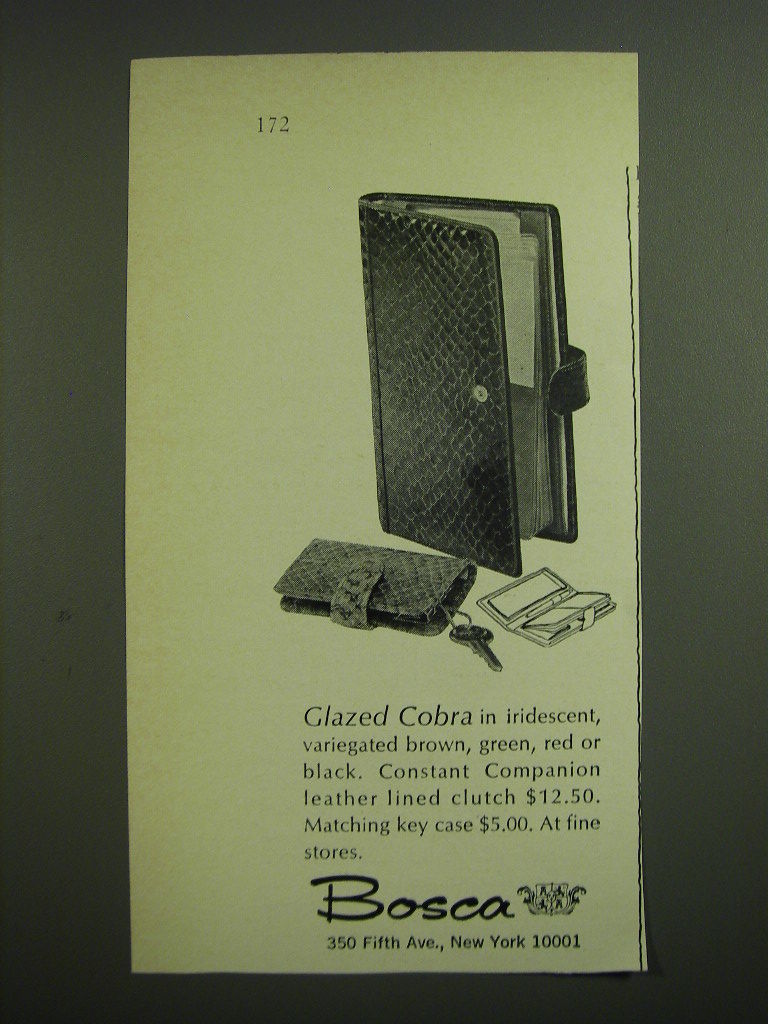 172
Glazed Cobra in iridescent,
variegated brown, green, red or
black. Constant Companion
leather lined clutch $12.50.
Matching key case $5.00. At fine
stores.
Bosca
350 Fifth Ave., New York 10001